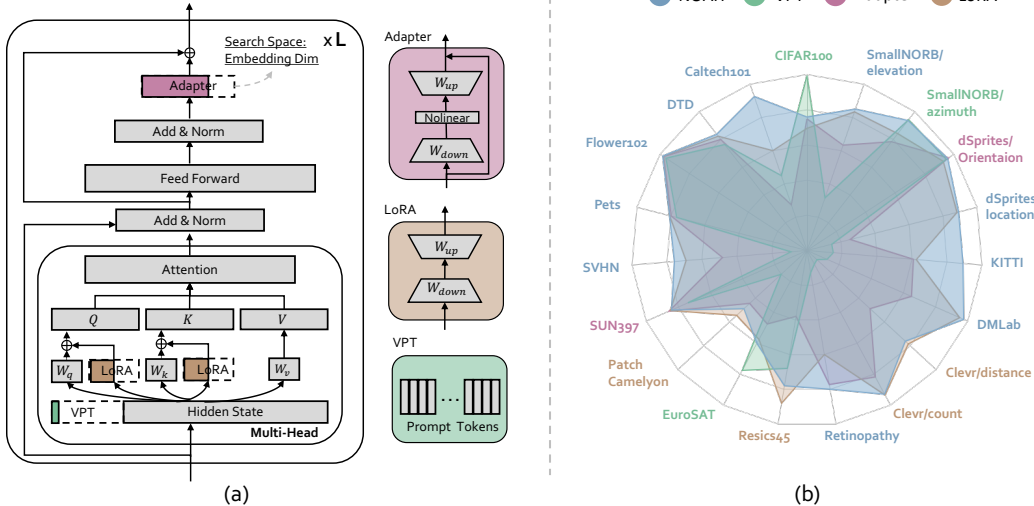 x L
Search Space:
Embedding Dim
Adapter
Add & Norm
Feed Forward
Add & Norm
Attention
Q
K
V
W_q
LoRA
W_k
LoRA
W_v
VPT
Hidden State
Multi-Head
(a)
Adapter
W_up
Nolinear
W_down
LoRA
W_up
W_down
VPT
...
Prompt Tokens
CIFAR100
SmallNORB/
elevation
SmallNORB/
azimuth
dSprites/
Orientaion
dSprites
location
KITTI
DMLab
Clevr/distance
Clevr/count
Retinopathy
Resics45
EuroSAT
Patch
Camelyon
SUN397
SVHN
Pets
Flower102
DTD
Caltech101
(b)